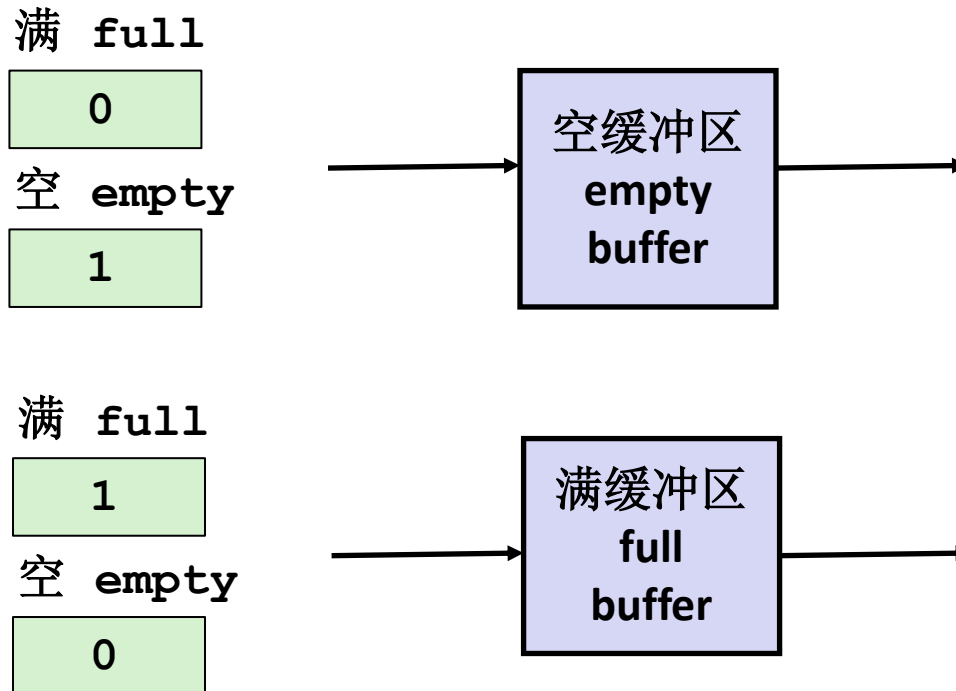 满 full
0
空 empty
1
空缓冲区
empty
buffer
满 full
1
空 empty
0
满缓冲区
full
buffer